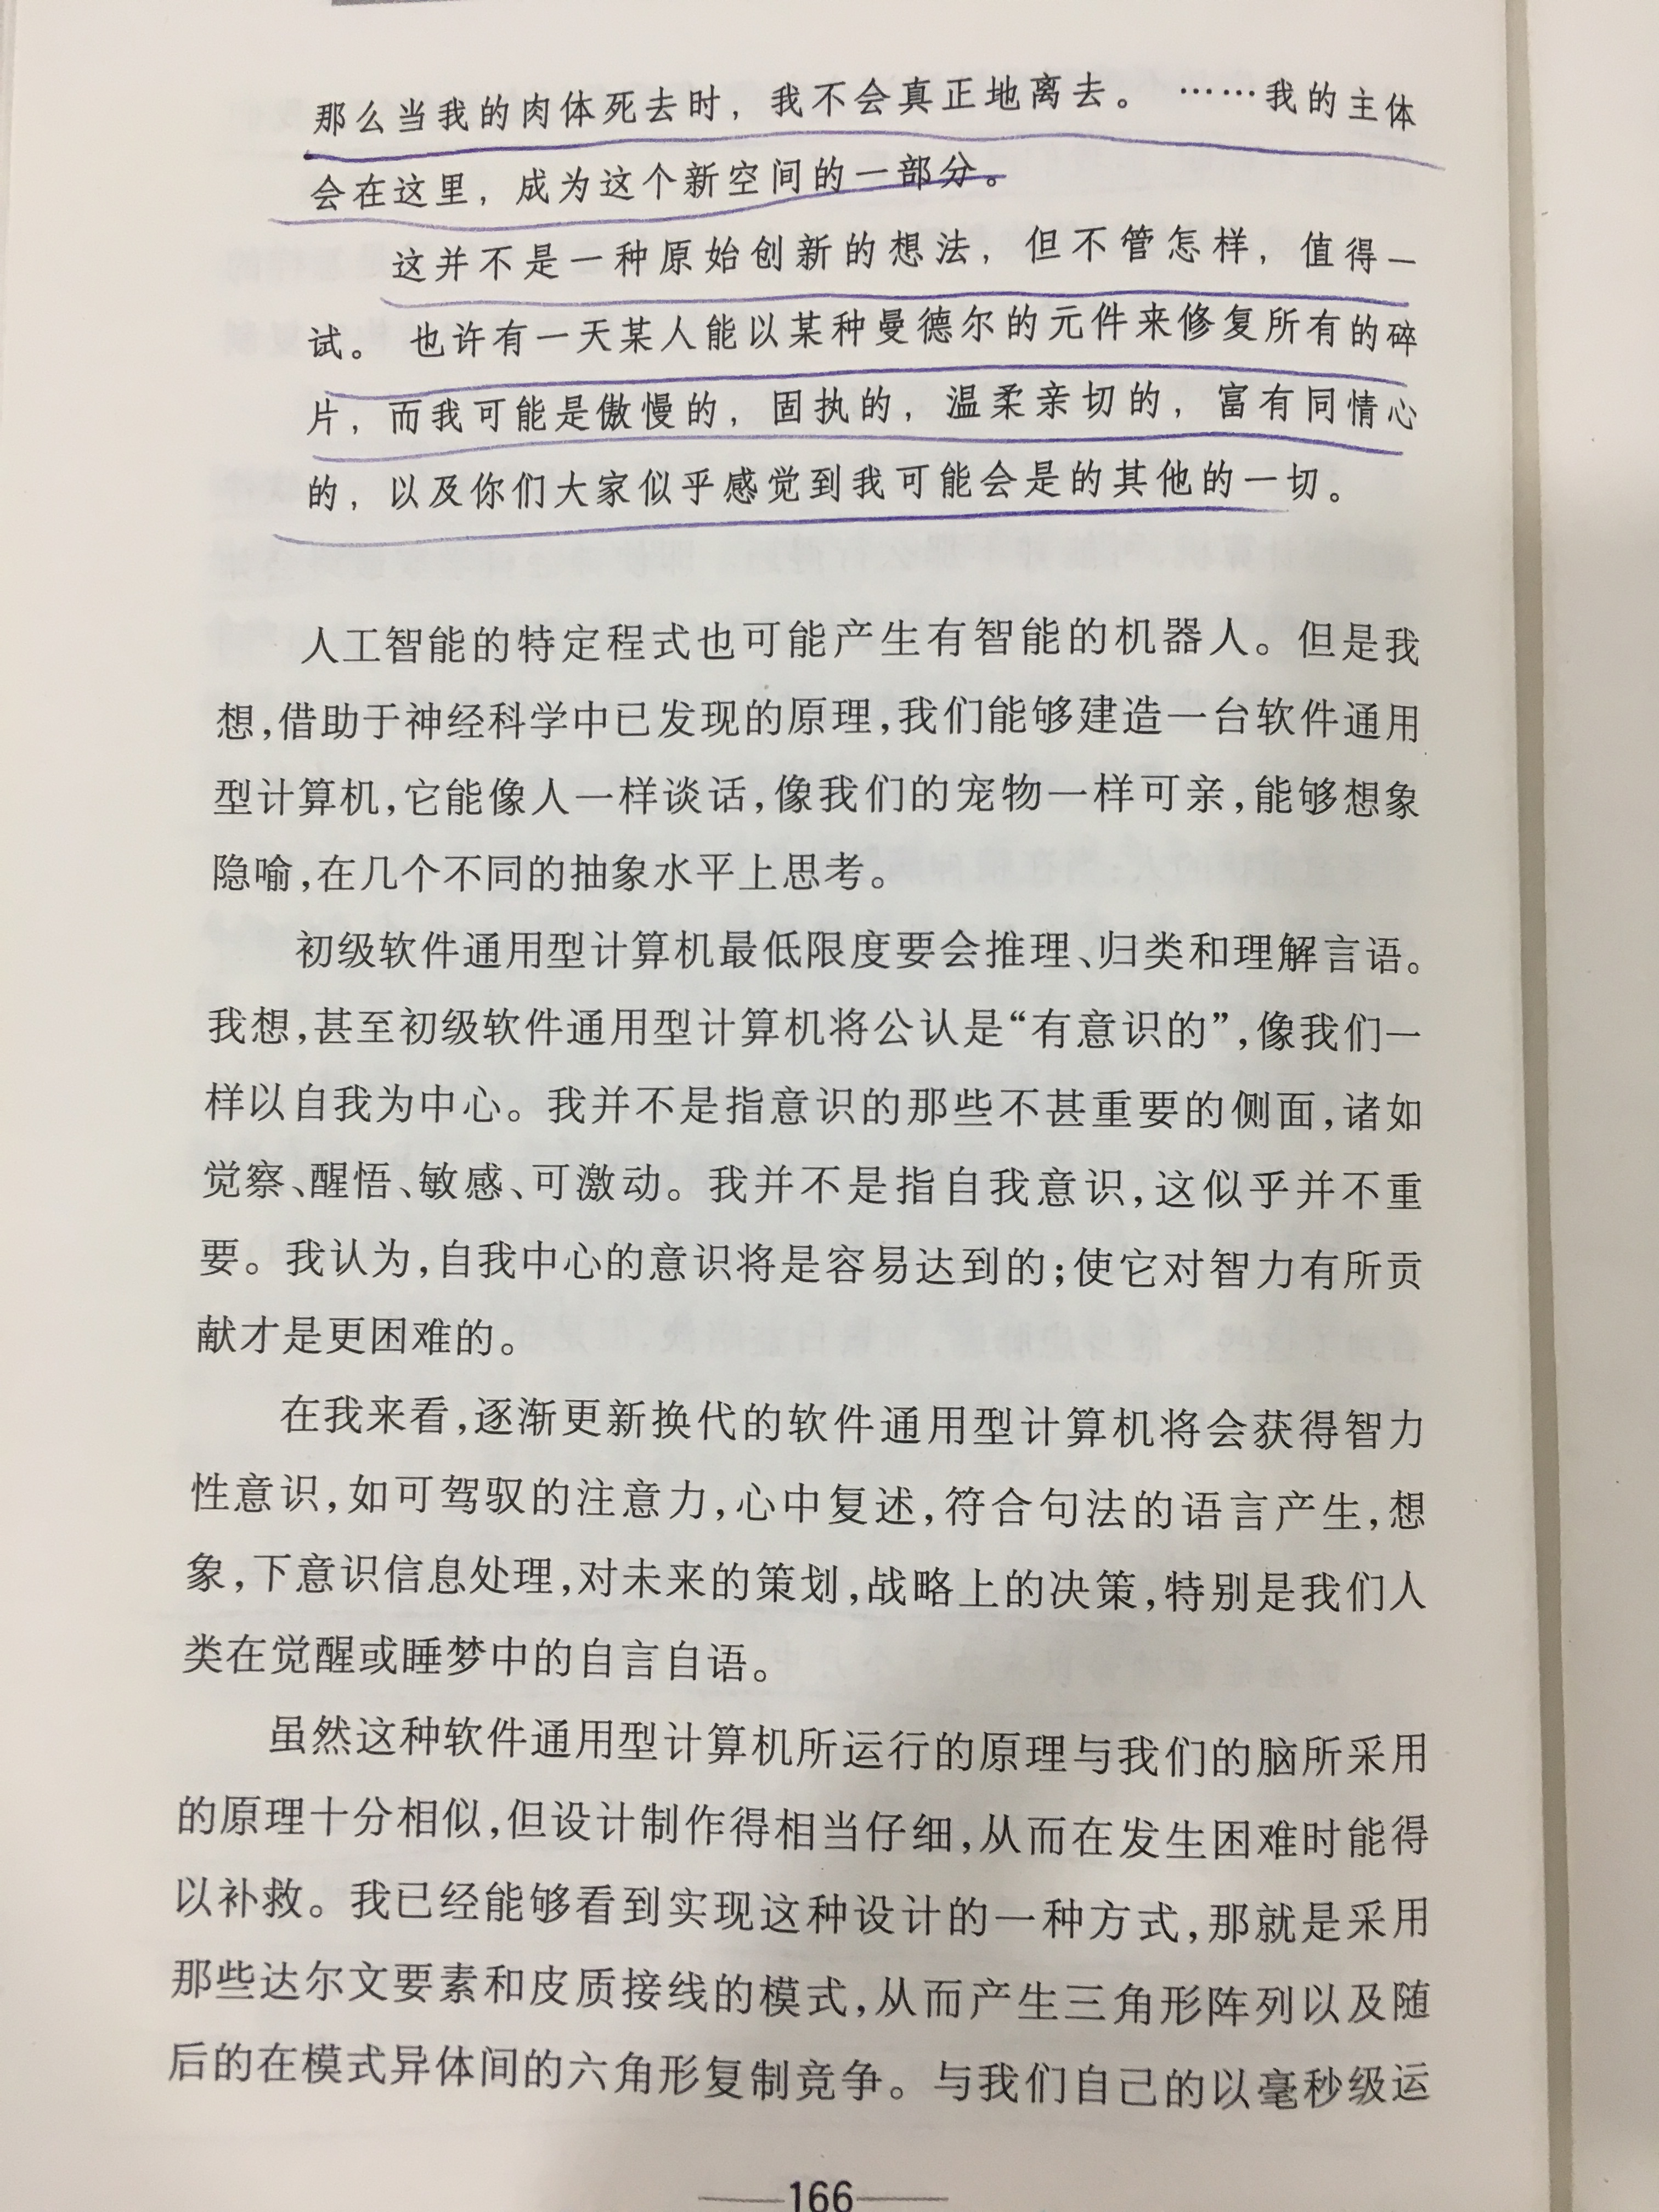 那么当我的肉体死去时，我不会真正地离去。……我的主体
会在这里，成为这个新空间的一部分。
这并不是一种原始创新的想法，但不管怎样，值得一
试。也许有一天某人能以某种曼德尔的元件来修复所有的碎
片，而我可能是傲慢的，固执的，温柔亲切的，富有同情心
的，以及你们大家似乎感觉到我可能会是的其他的一切。
人工智能的特定程式也可能产生有智能的机器人。但是我
想，借助于神经科学中已发现的原理，我们能够建造一台软件通用
型计算机，它能像人一样谈话，像我们的宠物一样可亲，能够想象
隐喻，在几个不同的抽象水平上思考。
初级软件通用型计算机最低限度要会推理、归类和理解言语。
我想，甚至初级软件通用型计算机将公认是“有意识的”，像我们一
样以自我为中心。我并不是指意识的那些不甚重要的侧面，诸如
觉察、醒悟、敏感、可激动。我并不是指自我意识，这似乎并不重
要。我认为，自我中心的意识将是容易达到的；使它对智力有所贡
献才是更困难的。
在我来看，逐渐更新换代的软件通用型计算机将会获得智力
性意识，如可驾驭的注意力，心中复述，符合句法的语言产生，想
象，下意识信息处理，对未来的策划，战略上的决策，特别是我们人
类在觉醒或睡梦中的自言自语。
虽然这种软件通用型计算机所运行的原理与我们的脑所采用
的原理十分相似，但设计制作得相当仔细，从而在发生困难时能得
以补救。我已经能够看到实现这种设计的一种方式，那就是采用
那些达尔文要素和皮质接线的模式，从而产生三角形阵列以及随
后的在模式异体间的六角形复制竞争。与我们自己的以毫秒级运
166